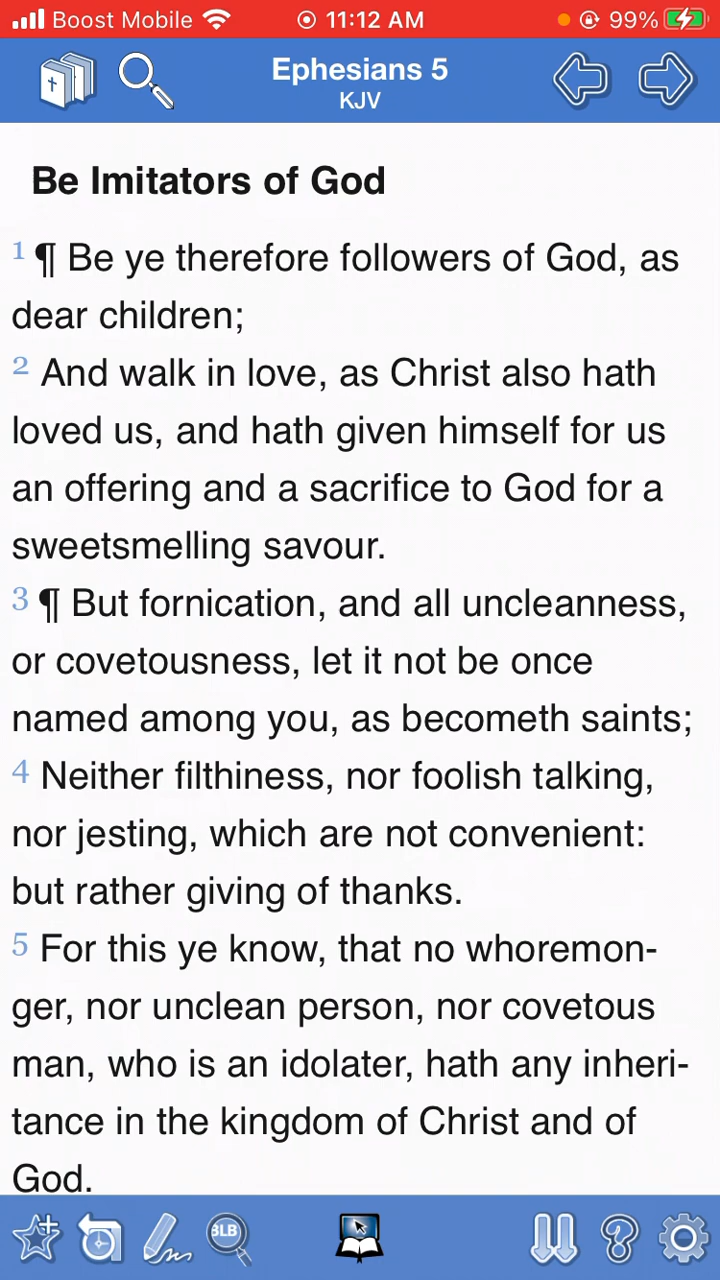 Boost Mobile 11:12 AM 99%
Ephesians 5
KJV
Be Imitators of God
1 ¶ Be ye therefore followers of God, as
dear children;
2 And walk in love, as Christ also hath
loved us, and hath given himself for us
an offering and a sacrifice to God for a
sweetsmelling savour.
3 ¶ But fornication, and all uncleanness,
or covetousness, let it not be once
named among you, as becometh saints;
4 Neither filthiness, nor foolish talking,
nor jesting, which are not convenient:
but rather giving of thanks.
5 For this ye know, that no whoremon-
ger, nor unclean person, nor covetous
man, who is an idolater, hath any inheri-
tance in the kingdom of Christ and of
God.
BLB